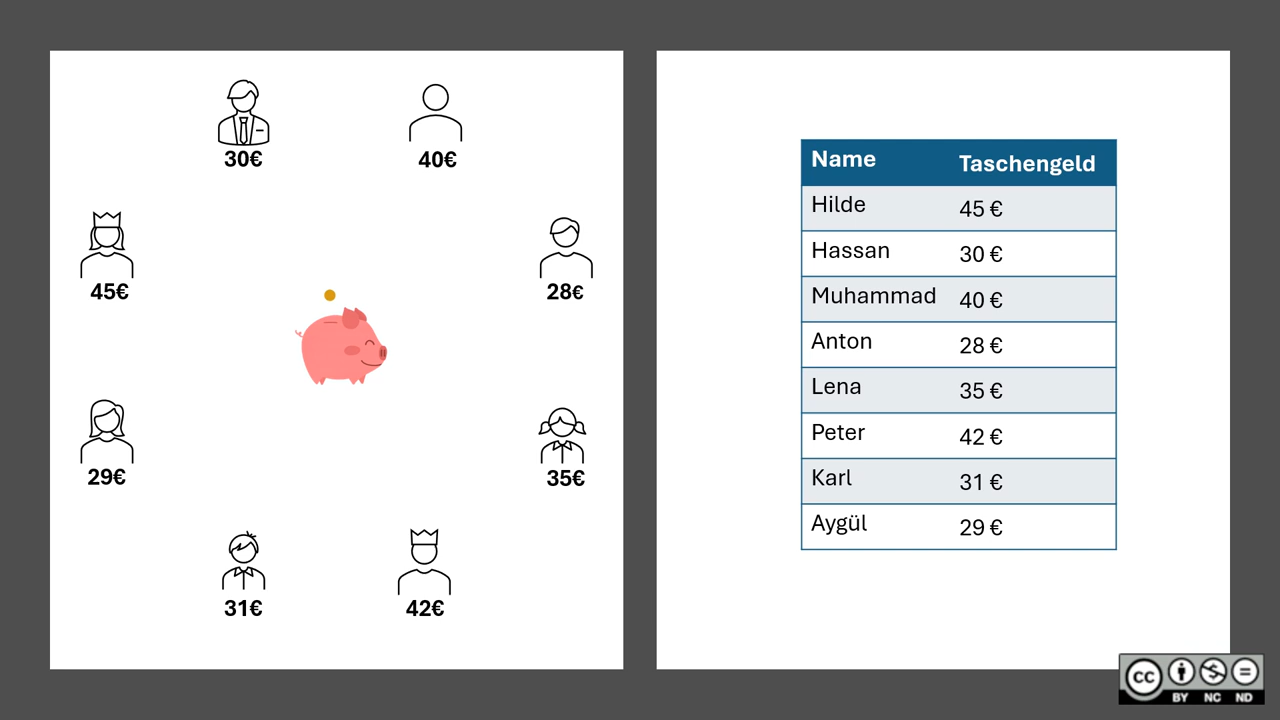 30€ 40€
45€ 28€
29€ 35€
31€ 42€
Name Taschengeld
Hilde 45 €
Hassan 30 €
Muhammad 40 €
Anton 28 €
Lena 35 €
Peter 42 €
Karl 31 €
Aygül 29 €
CC BY NC ND